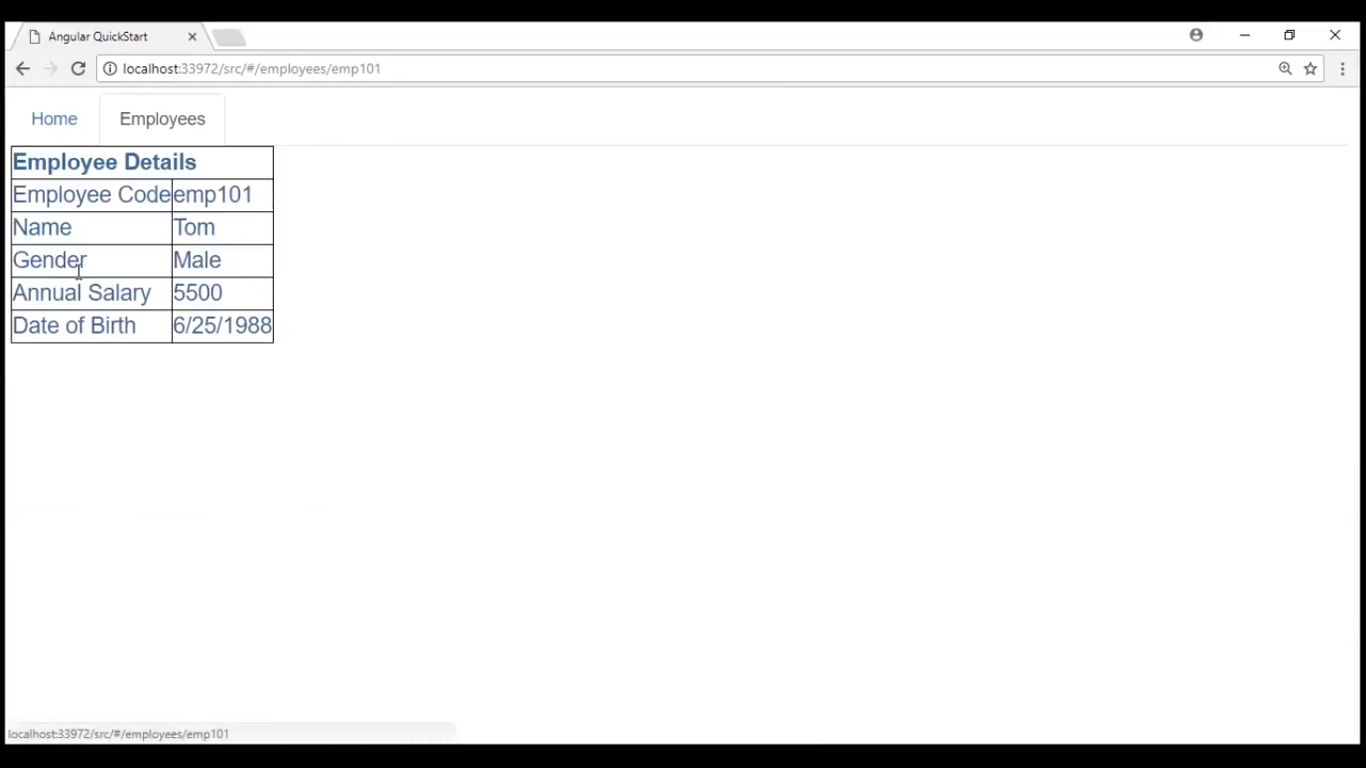 Angular QuickStart
localhost:33972/src/#/employees/emp101
Home Employees
Employee Details
Employee Code emp101
Name Tom
Gender Male
Annual Salary 5500
Date of Birth 6/25/1988
localhost:33972/src/#/employees/emp101